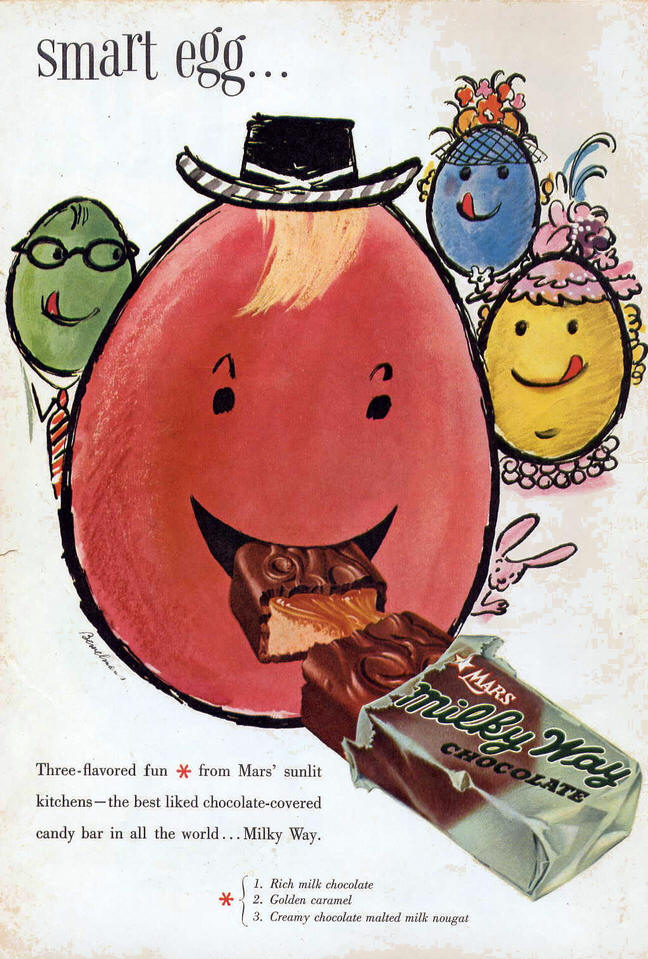 smart egg...
Bemelmans
MARS
Milky Way
CHOCOLATE
Three-flavored fun * from Mars' sunlit
kitchens—the best liked chocolate-covered
candy bar in all the world...Milky Way.
* { 1. Rich milk chocolate
2. Golden caramel
3. Creamy chocolate malted milk nougat